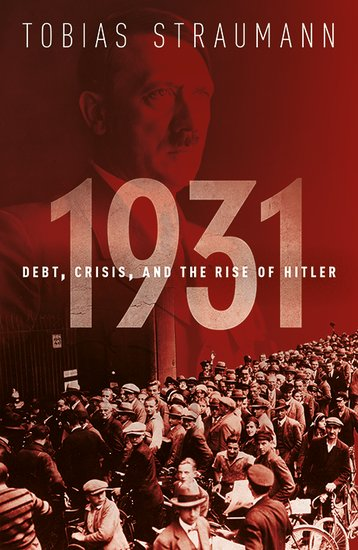 TOBIAS STRAUMANN
1931
DEBT, CRISIS, AND THE RISE OF HITLER